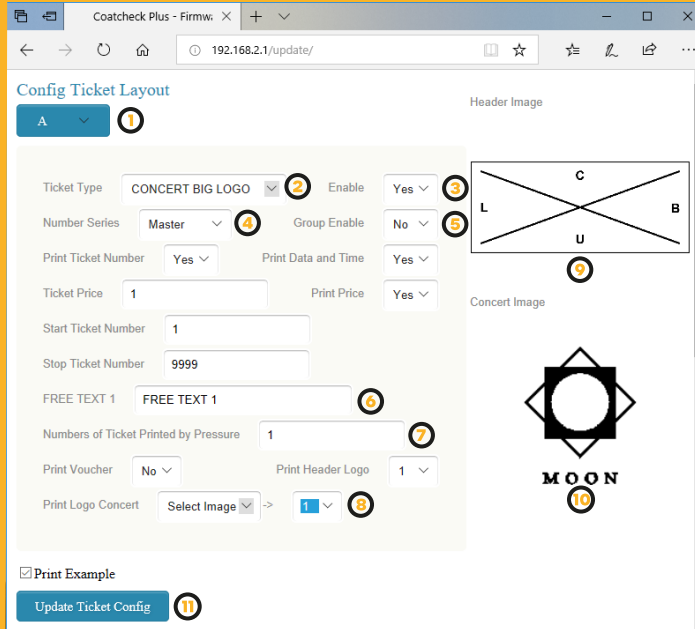 Coatcheck Plus - Firmw
192.168.2.1/update/
Config Ticket Layout
A 1
Ticket Type CONCERT BIG LOGO 2 Enable Yes 3
Number Series Master 4 Group Enable No 5
Print Ticket Number Yes Print Data and Time Yes
Ticket Price 1 Print Price Yes
Start Ticket Number 1
Stop Ticket Number 9999
FREE TEXT 1 FREE TEXT 1 6
Numbers of Ticket Printed by Pressure 1 7
Print Voucher No Print Header Logo 1
Print Logo Concert Select Image -> 1 8
Print Example
Update Ticket Config 11
Header Image
C
L B
U
9
Concert Image
MOON
10